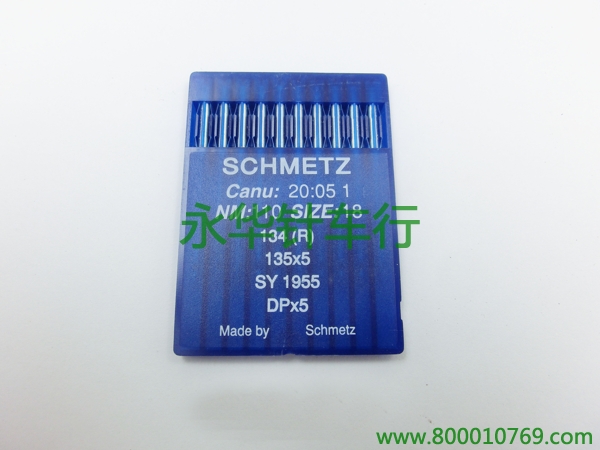 SCHMETZ
Canu: 20:05 1
NM:110 SIZE:18
永华针车行
134 (R)
135x5
SY 1955
DPx5
Made by Schmetz
www.800010769.com